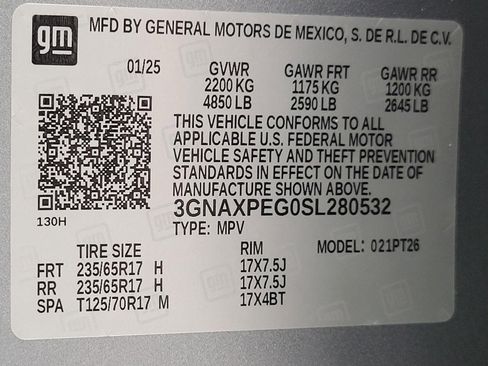 gm
MFD BY GENERAL MOTORS DE MEXICO, S. DE R.L. DE C.V.
01/25 GVWR GAWR FRT GAWR RR
2200 KG 1175 KG 1200 KG
4850 LB 2590 LB 2645 LB
THIS VEHICLE CONFORMS TO ALL
APPLICABLE U.S. FEDERAL MOTOR
VEHICLE SAFETY AND THEFT PREVENTION
STANDARDS IN EFFECT ON THE DATE OF
MANUFACTURE SHOWN ABOVE.
3GNAXPEG0SL280532
130H
TYPE: MPV
TIRE SIZE RIM MODEL: 021PT26
FRT 235/65R17 H 17X7.5J
RR 235/65R17 H 17X7.5J
SPA T125/70R17 M 17X4BT